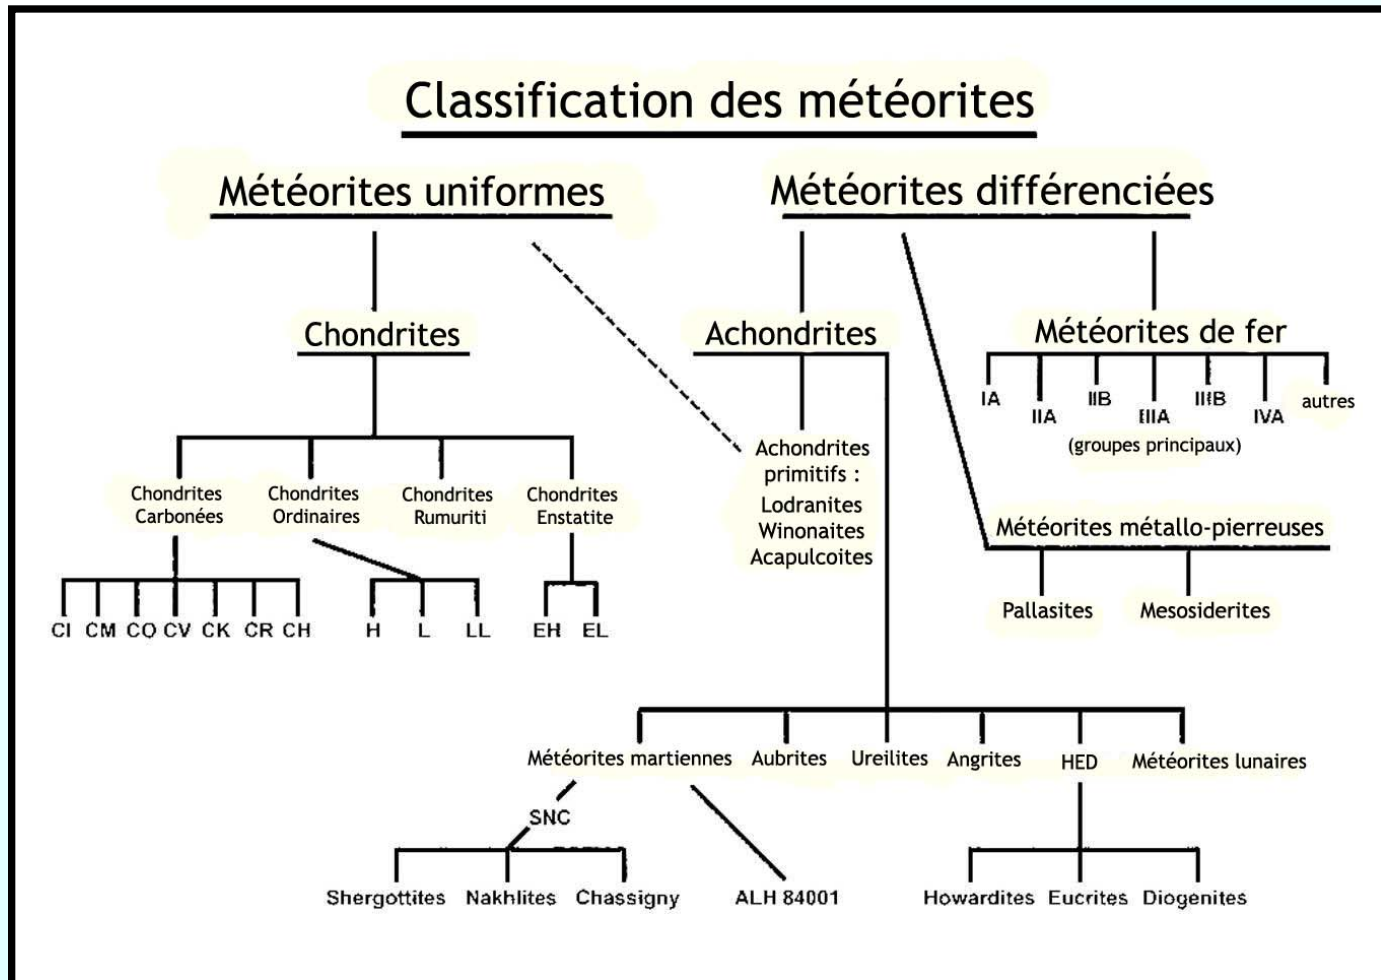 Classification des météorites
Météorites uniformes
Météorites différenciées
Chondrites
Achondrites
Météorites de fer
IA
IIA
IIB
IIIA
IIIB
IVA
autres
(groupes principaux)
Achondrites
primitifs :
Lodranites
Winonaites
Acapulcoites
Chondrites
Carbonées
Chondrites
Ordinaires
Chondrites
Rumuriti
Chondrites
Enstatite
Météorites métallo-pierreuses
Pallasites
Mesosiderites
CI CM CO CV CK CR CH
H L LL
EH EL
Météorites martiennes
Aubrites
Ureilites
Angrites
HED
Météorites lunaires
SNC
Shergottites
Nakhlites
Chassigny
ALH 84001
Howardites
Eucrites
Diogenites